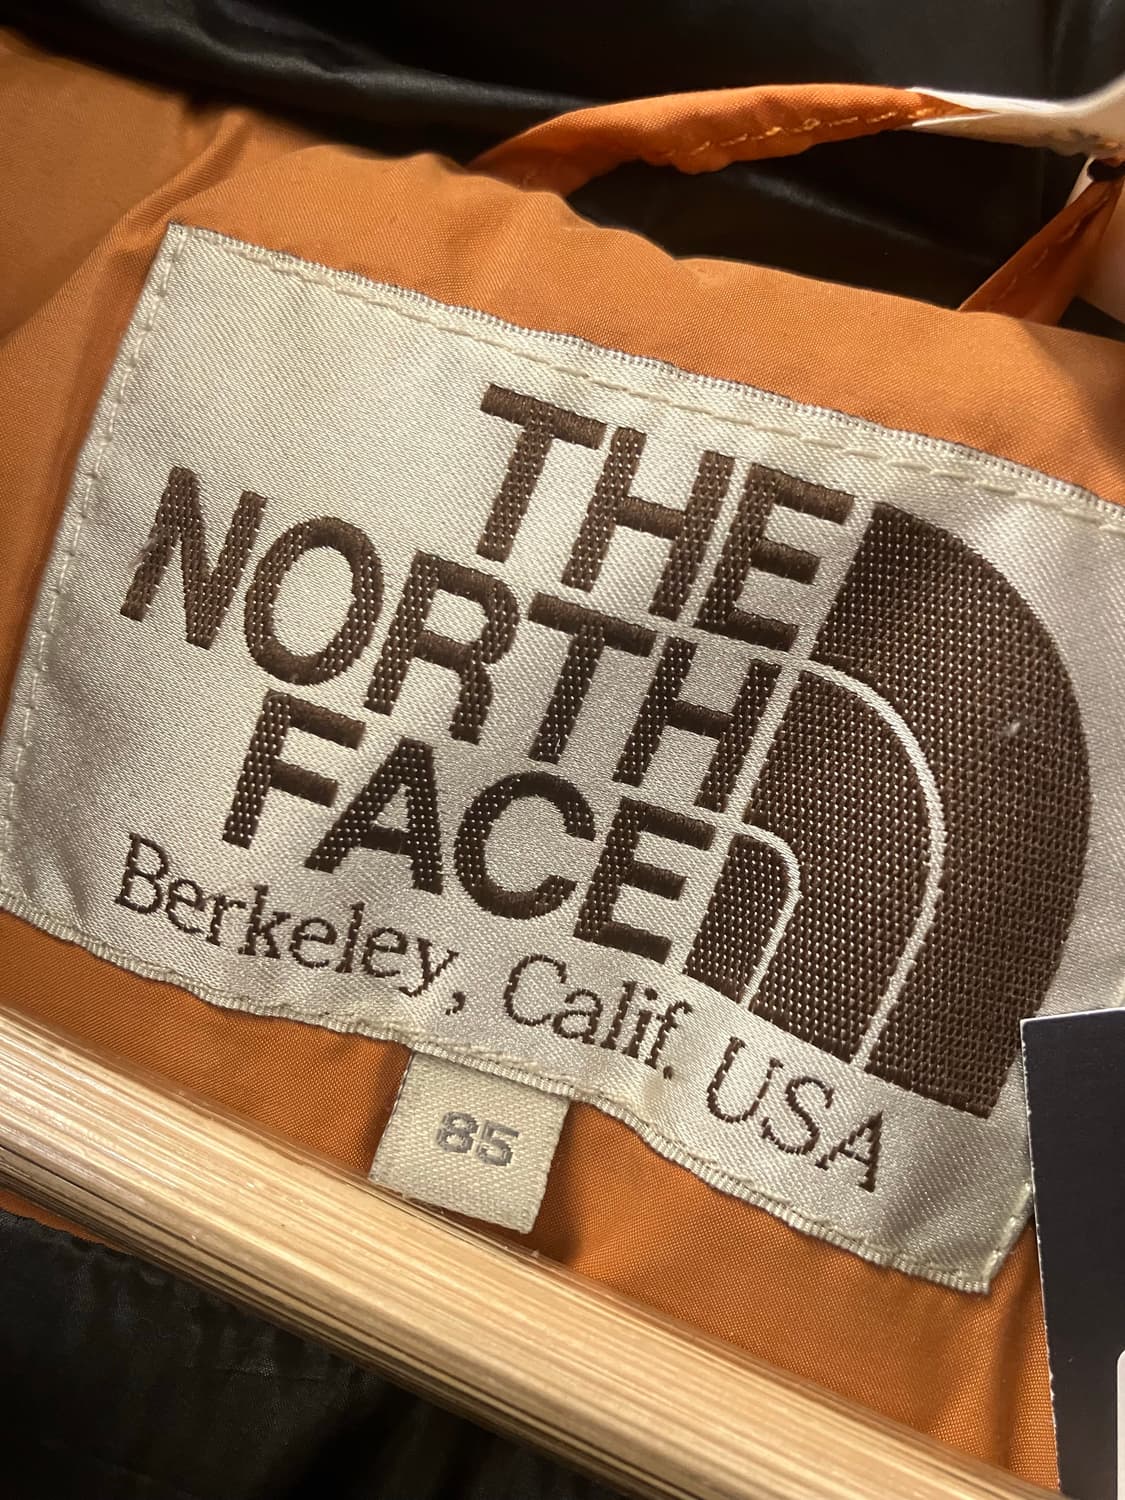 THE
NORTH
FACE
Berkeley, Calif. USA
85